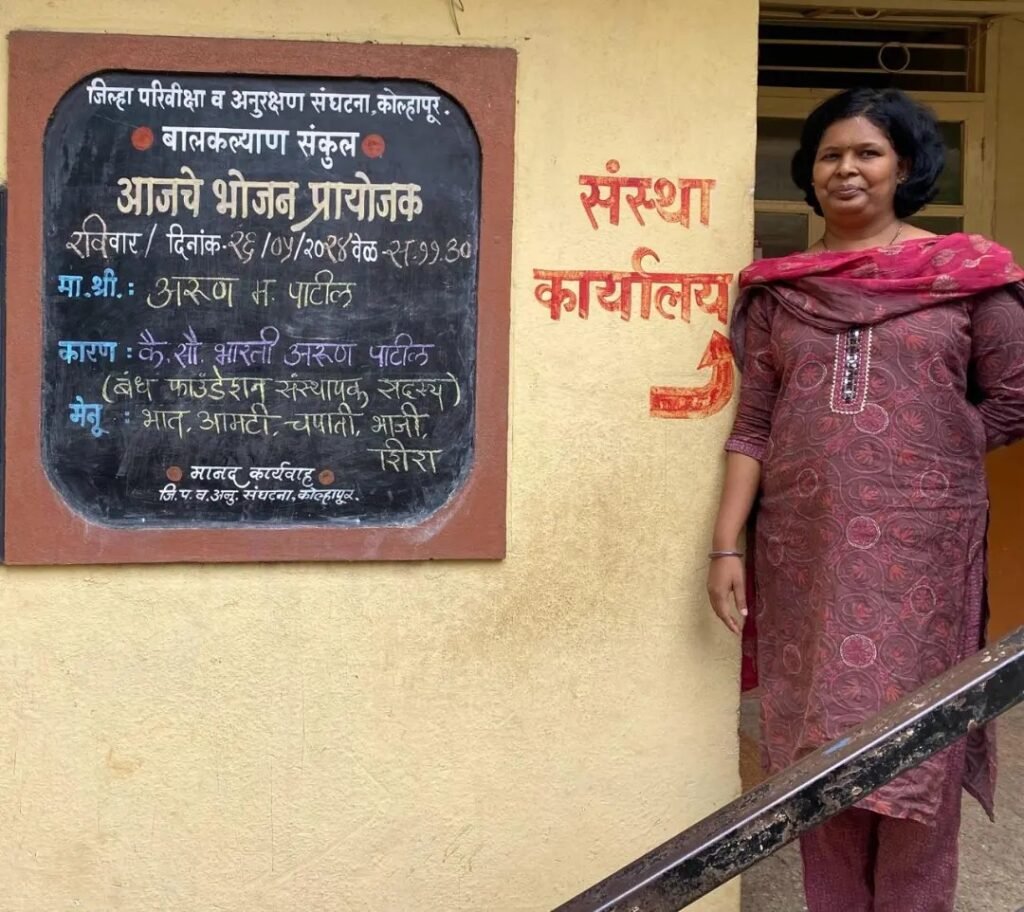 जिल्हा परिवीक्षा व अनुरक्षण संघटना,कोल्हापूर.
बालकल्याण संकुल
आजचे भोजन प्रायोजक
रविवार / दिनांक-२६/०५/२०२४ वेळ -स.११.३०
मा.श्री.: अरूण म. पाटील
कारण : कै. सौ. भारती अरूण पाटील
(बंध फाउंडेशन संस्थापक सदस्य)
मेनू : भात, आमटी, चपाती, भाजी,
शिरा
मानद कार्यवाह
जि.प.व.अनु. संघटना,कोल्हापूर.
संस्था
कार्यालय